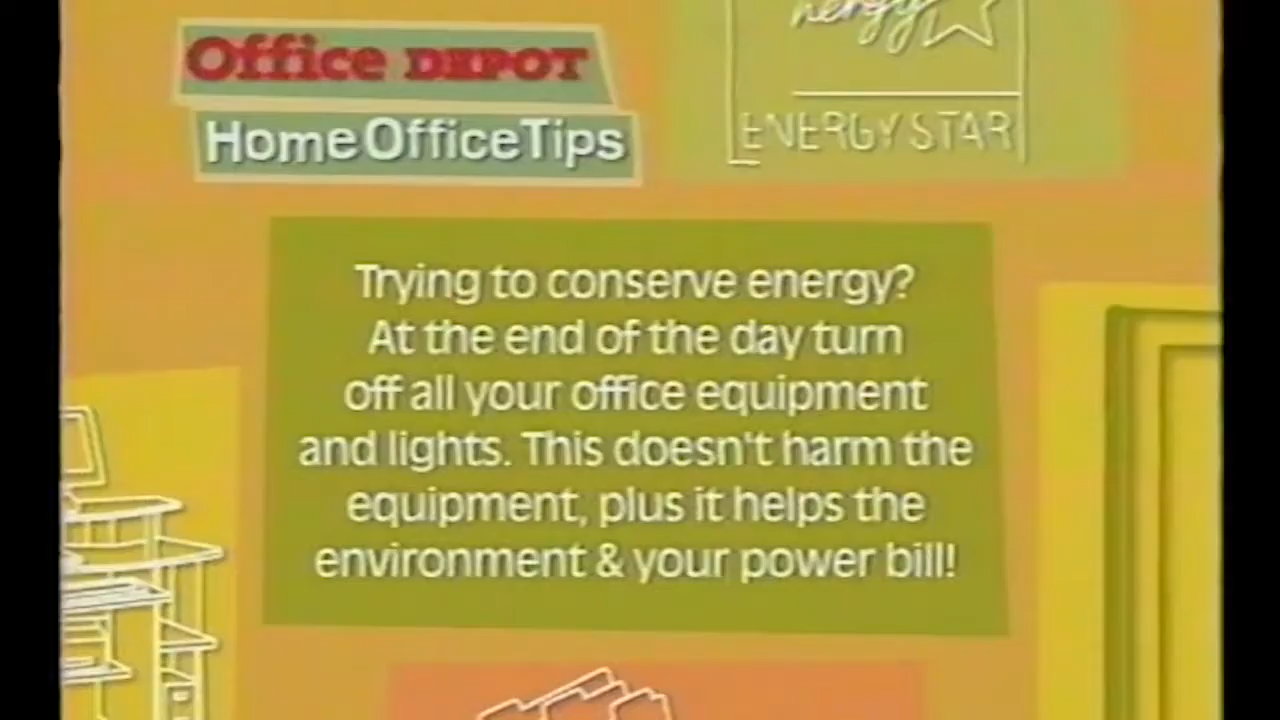 Office DEPOT
HomeOfficeTips
energy
ENERGY STAR
Trying to conserve energy?
At the end of the day turn
off all your office equipment
and lights. This doesn't harm the
equipment, plus it helps the
environment & your power bill!